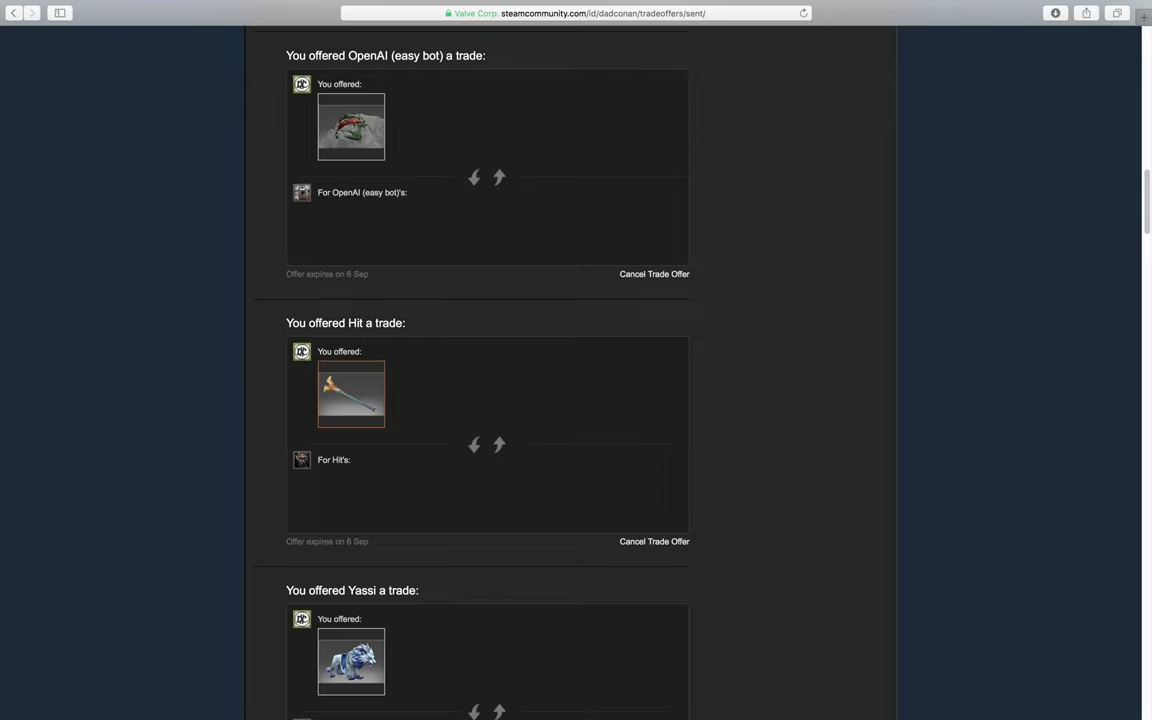 Valve Corp. steamcommunity.com/id/dadconan/tradeoffers/sent/
You offered OpenAI (easy bot) a trade:
You offered:
For OpenAI (easy bot)'s:
Offer expires on 6 Sep
Cancel Trade Offer
You offered Hit a trade:
You offered:
For Hit's:
Offer expires on 6 Sep
Cancel Trade Offer
You offered Yassi a trade:
You offered: